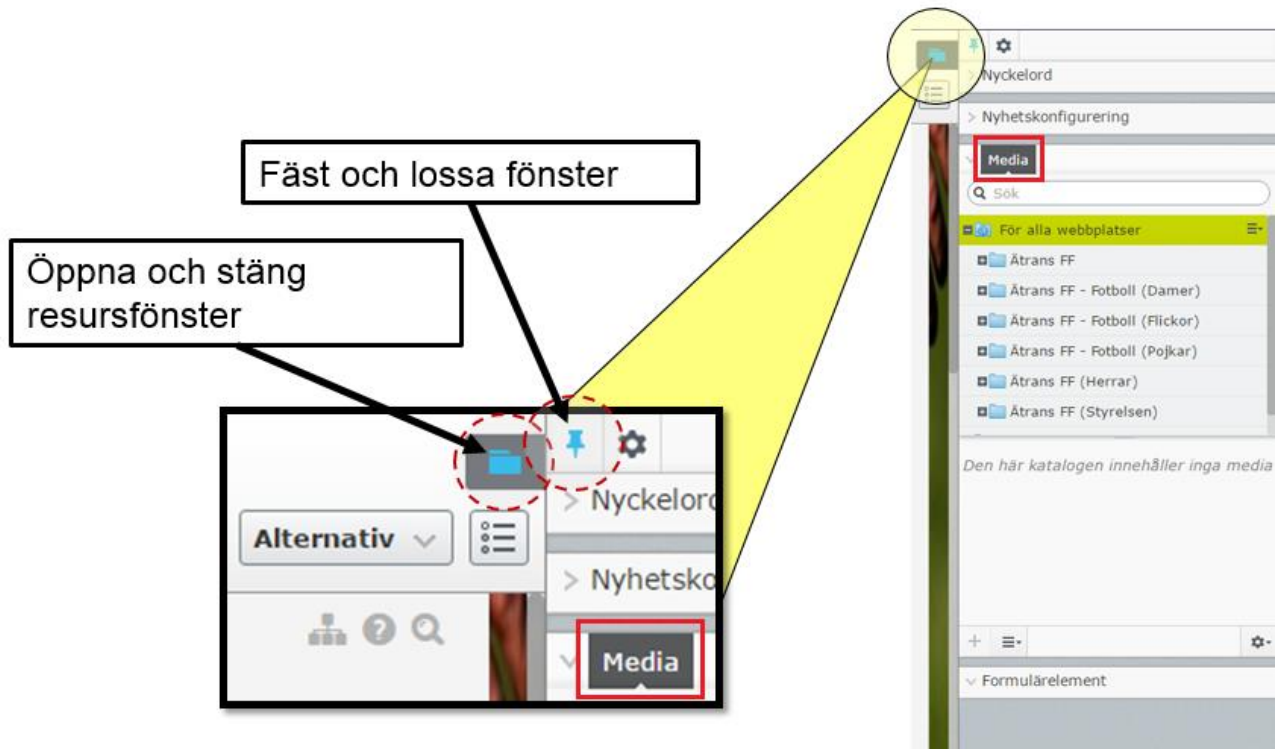 Fäst och lossa fönster
Öppna och stäng
resursfönster
Alternativ
Nyckelord
Nyhetsko
Media
Nyckelord
Nyhetskonfigurering
Media
Sök
För alla webbplatser
Ätrans FF
Ätrans FF - Fotboll (Damer)
Ätrans FF - Fotboll (Flickor)
Ätrans FF - Fotboll (Pojkar)
Ätrans FF (Herrar)
Ätrans FF (Styrelsen)
Den här katalogen innehåller inga media
Formulärelement